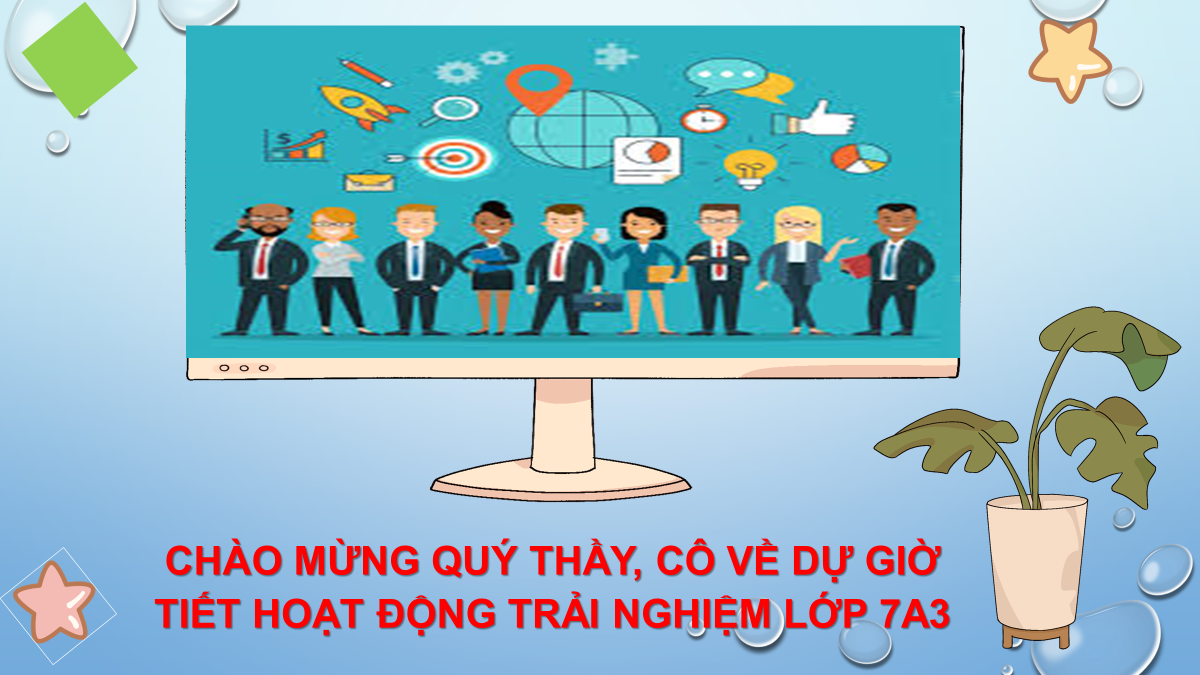 $
CHÀO MỪNG QUÝ THẦY, CÔ VỀ DỰ GIỜ
TIẾT HOẠT ĐỘNG TRẢI NGHIỆM LỚP 7A3